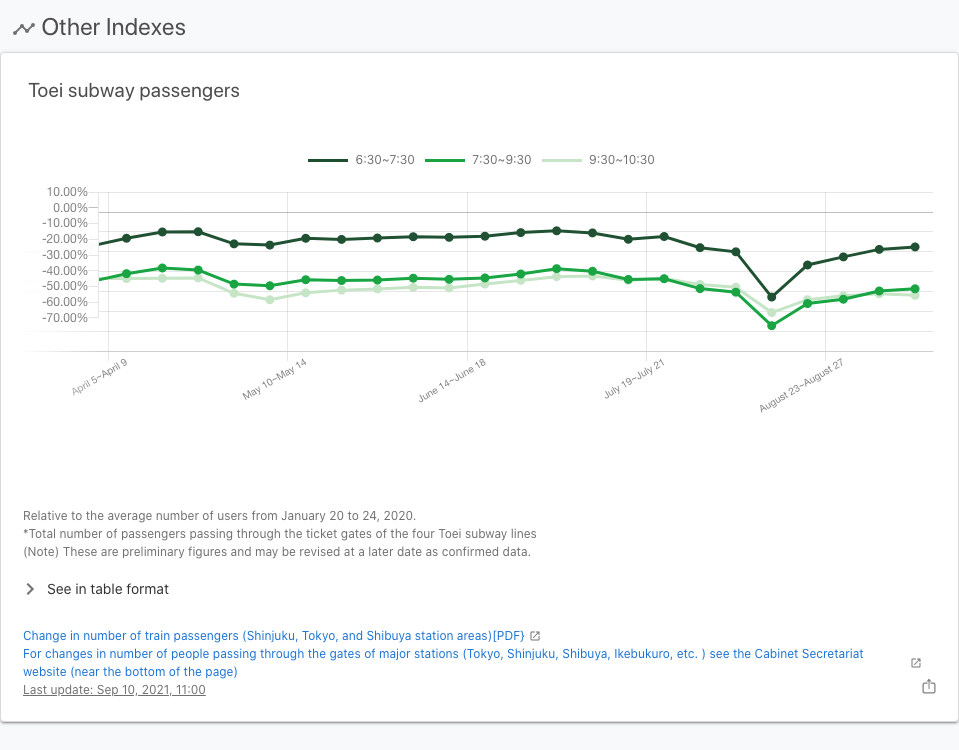 Other Indexes
Toei subway passengers
6:30~7:30 7:30~9:30 9:30~10:30
10.00%
0.00%
-10.00%
-20.00%
-30.00%
-40.00%
-50.00%
-60.00%
-70.00%
April 5~April 9 May 10~May 14 June 14~June 18 July 19~July 21 August 23~August 27
Relative to the average number of users from January 20 to 24, 2020.
*Total number of passengers passing through the ticket gates of the four Toei subway lines
(Note) These are preliminary figures and may be revised at a later date as confirmed data.
See in table format
Change in number of train passengers (Shinjuku, Tokyo, and Shibuya station areas)[PDF}
For changes in number of people passing through the gates of major stations (Tokyo, Shinjuku, Shibuya, Ikebukuro, etc. ) see the Cabinet Secretariat
website (near the bottom of the page)
Last update: Sep 10, 2021, 11:00